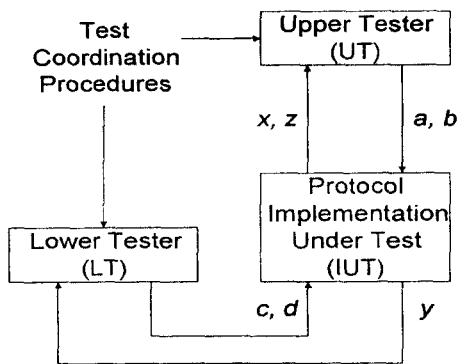 Test
Coordination
Procedures
Upper Tester
(UT)
x, z
a, b
Protocol
Implementation
Under Test
(IUT)
Lower Tester
(LT)
c, d
y